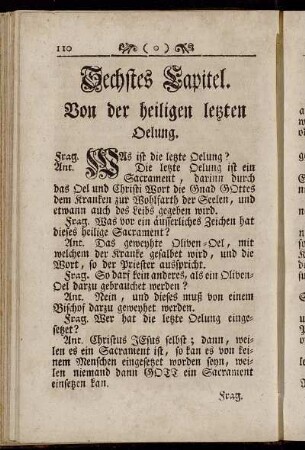 110 ( o )
Sechstes Capitel.
Von der heiligen letzten
Oelung.
Frag. WAs ist die letzte Oelung?
Ant. Die letzte Oelung ist ein
Sacrament, darinn durch
das Oel und Christi Wort die Gnad GOttes
dem Kranken zur Wohlfarth der Seelen, und
etwann auch des Leibs gegeben wird.
Frag. Was vor ein äusserliches Zeichen hat
dieses heilige Sacrament?
Ant. Das geweyhte Oliven-Oel, mit
welchem der Kranke gesalbet wird, und die
Wort, so der Priester ausspricht.
Frag. So darf kein anderes, als ein Oliven-
Oel darzu gebrauchet werden?
Ant. Nein, und dieses muß von einem
Bischof darzu geweyhet werden.
Frag. Wer hat die letzte Oelung einge-
setzet?
Ant. Christus JEsus selbst; dann, wei-
len es ein Sacrament ist, so kan es von kei-
nem Menschen eingesetzet worden seyn, wei-
len niemand dann GOTT ein Sacrament
einsetzen kan.
Frag.